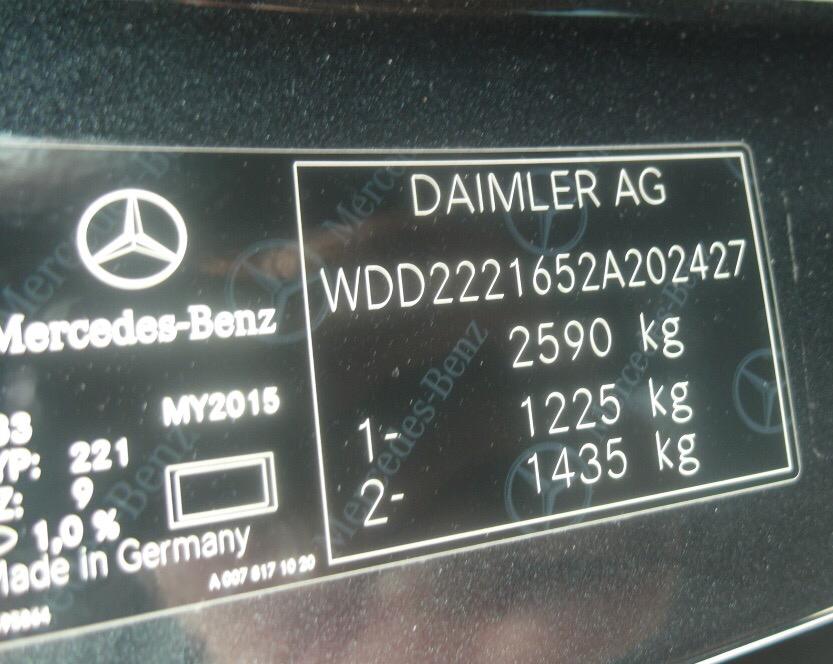 Mercedes-Benz
MY2015
221
9
1,0 %
Made in Germany
A 007 817 10 20
DAIMLER AG
WDD2221652A202427
2590 kg
1- 1225 kg
2- 1435 kg